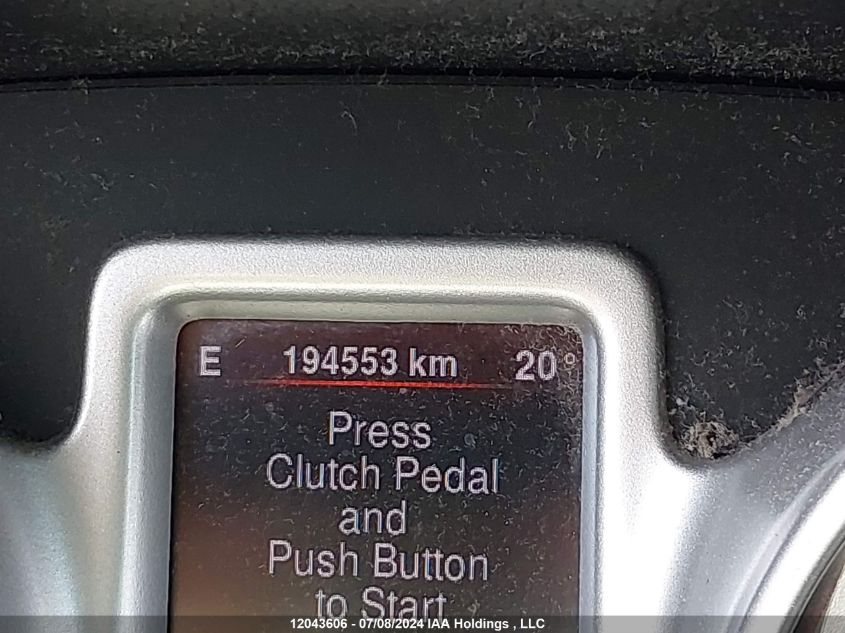 E 194553 km 20°
Press
Clutch Pedal
and
Push Button
to Start
12043606 - 07/08/2024 IAA Holdings , LLC